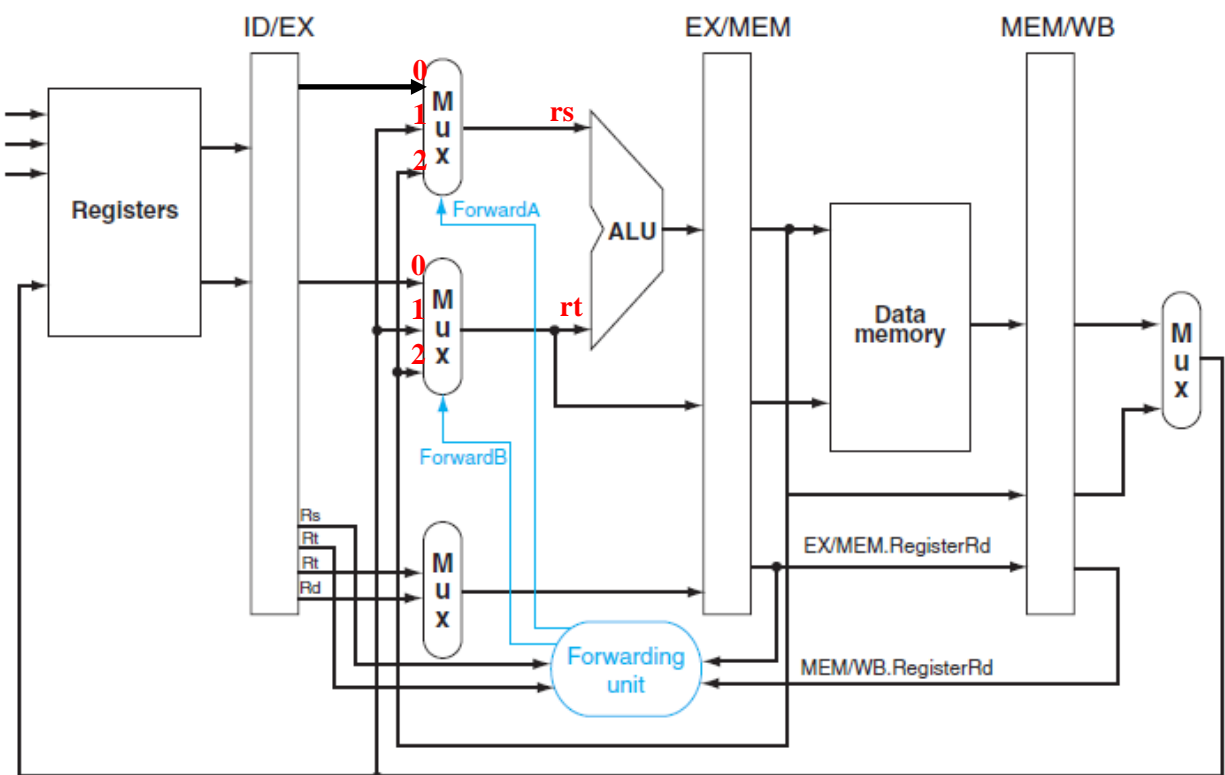 ID/EX
EX/MEM
MEM/WB
0
1
2
M
u
x
rs
Registers
ForwardA
ALU
0
1
2
M
u
x
rt
Data
memory
M
u
x
ForwardB
Rs
Rt
Rt
Rd
M
u
x
EX/MEM.RegisterRd
Forwarding
unit
MEM/WB.RegisterRd